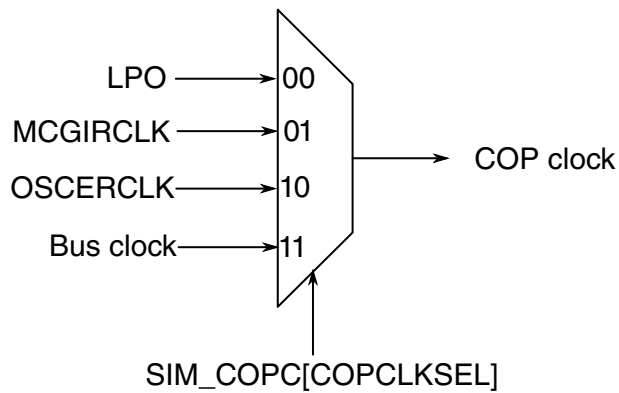 LPO 00
MCGIRCLK 01
COP clock
OSCERCLK 10
Bus clock 11
SIM_COPC[COPCLKSEL]